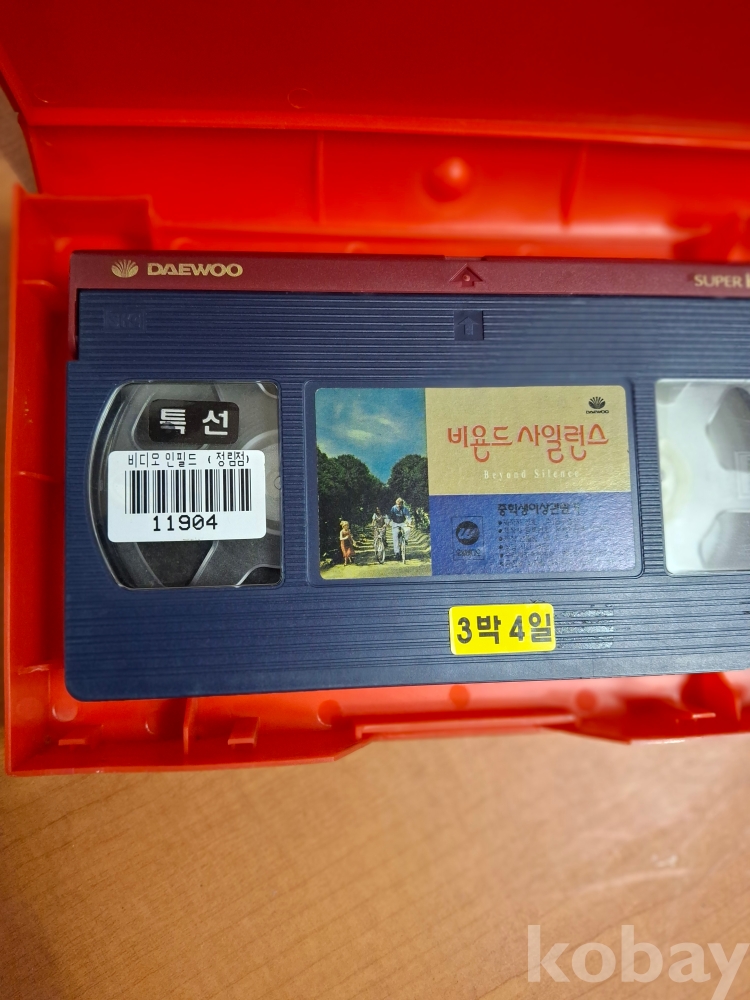 DAEWOO
SUPER
특선
비디오인필드 (정림점)
11904
DAEWOO
비욘드 사일런스
Beyond Silence
중학생이상관람가
3박4일
kobay